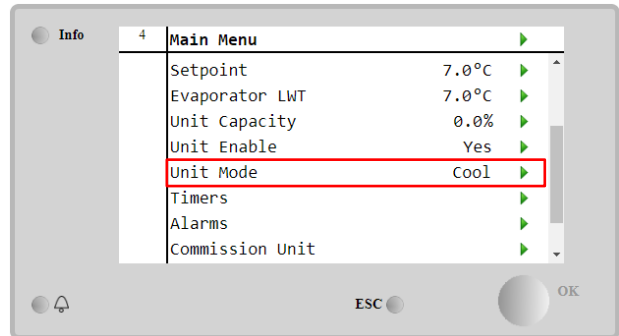 Info
4 Main Menu
Setpoint 7.0°C
Evaporator LWT 7.0°C
Unit Capacity 0.0%
Unit Enable Yes
Unit Mode Cool
Timers
Alarms
Commission Unit
ESC OK